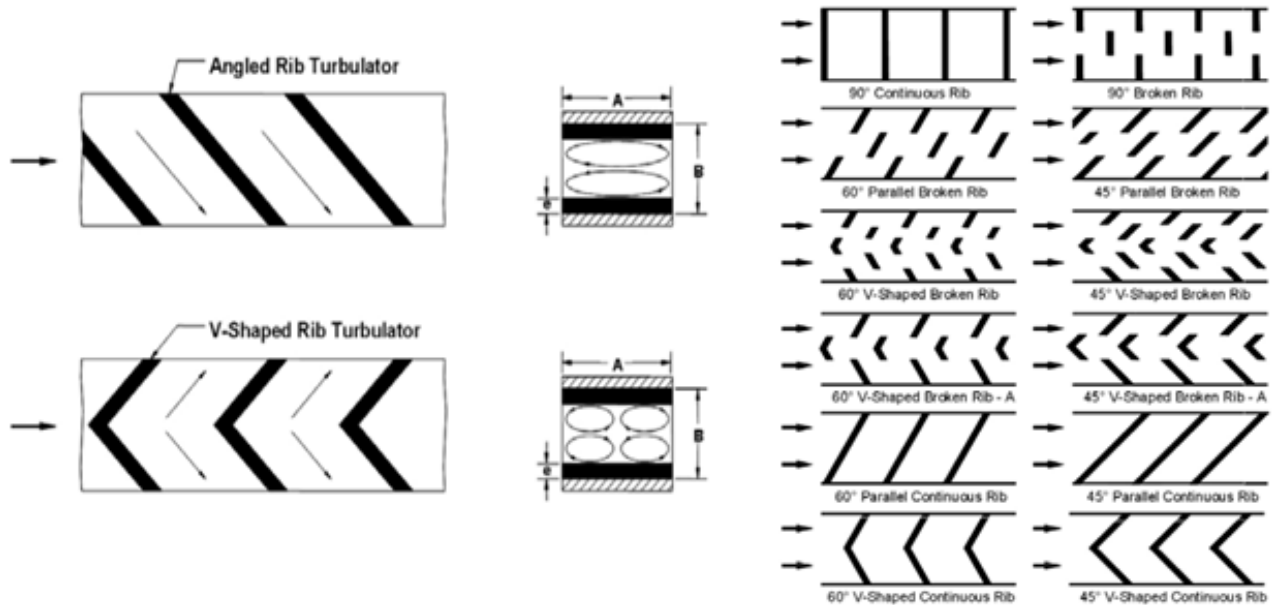 Angled Rib Turbulator
A
B
e
V-Shaped Rib Turbulator
A
B
e
90° Continuous Rib
90° Broken Rib
60° Parallel Broken Rib
45° Parallel Broken Rib
60° V-Shaped Broken Rib
45° V-Shaped Broken Rib
60° V-Shaped Broken Rib - A
45° V-Shaped Broken Rib - A
60° Parallel Continuous Rib
45° Parallel Continuous Rib
60° V-Shaped Continuous Rib
45° V-Shaped Continuous Rib